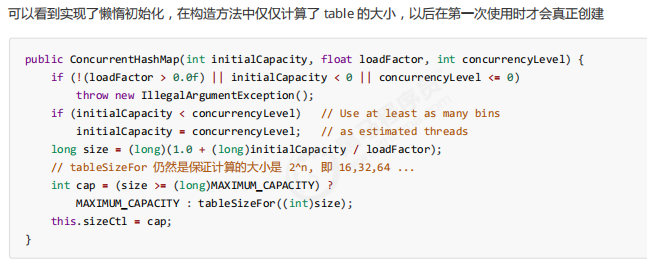 可以看到实现了懒惰初始化，在构造方法中仅仅计算了 table 的大小，以后在第一次使用时才会真正创建
public ConcurrentHashMap(int initialCapacity, float loadFactor, int concurrencyLevel) {
    if (!(loadFactor > 0.0f) || initialCapacity < 0 || concurrencyLevel <= 0)
        throw new IllegalArgumentException();
    if (initialCapacity < concurrencyLevel)   // Use at least as many bins
        initialCapacity = concurrencyLevel;   // as estimated threads
    long size = (long)(1.0 + (long)initialCapacity / loadFactor);
    // tableSizeFor 仍然是保证计算的大小是 2^n, 即 16,32,64 ...
    int cap = (size >= (long)MAXIMUM_CAPACITY) ?
        MAXIMUM_CAPACITY : tableSizeFor((int)size);
    this.sizeCtl = cap;
}